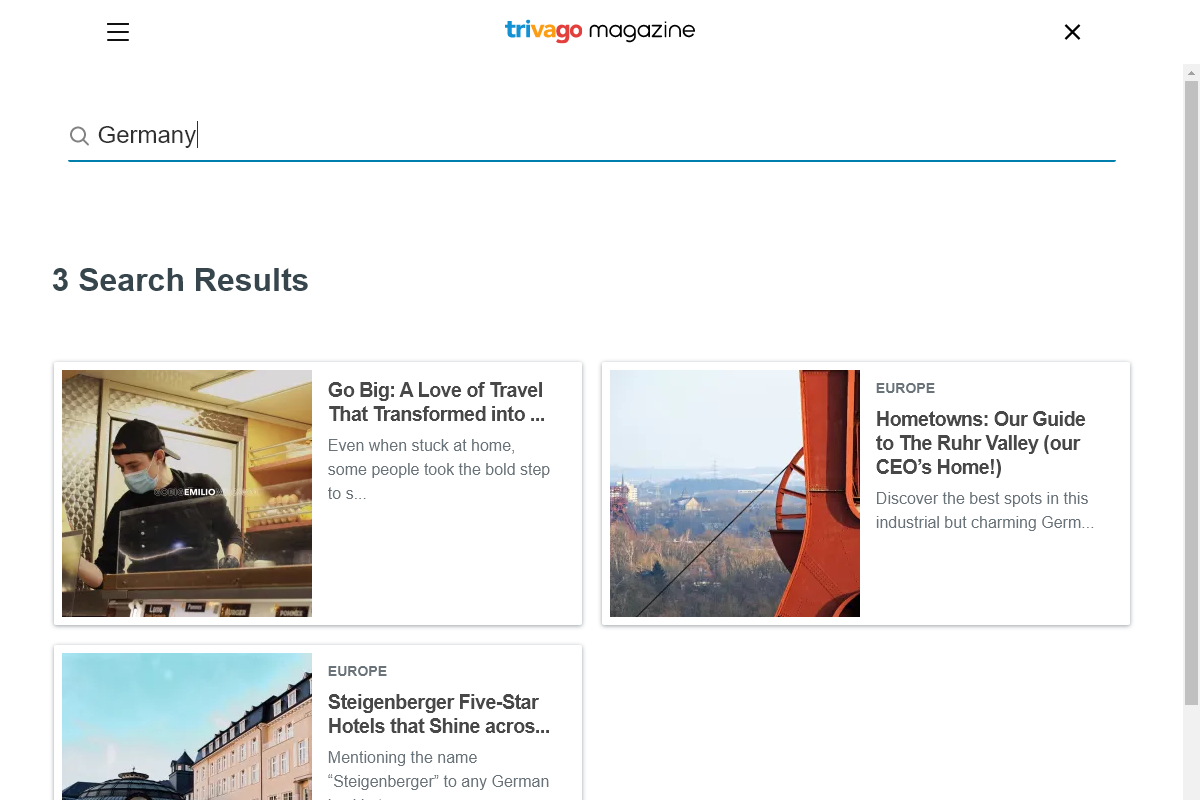 trivago magazine
Germany
3 Search Results
Go Big: A Love of Travel
That Transformed into ...
Even when stuck at home,
some people took the bold step
to s...
EMILIO
BURGER
POMMES
EUROPE
Hometowns: Our Guide
to The Ruhr Valley (our
CEO’s Home!)
Discover the best spots in this
industrial but charming Germ...
EUROPE
Steigenberger Five-Star
Hotels that Shine acros...
Mentioning the name
“Steigenberger” to any German